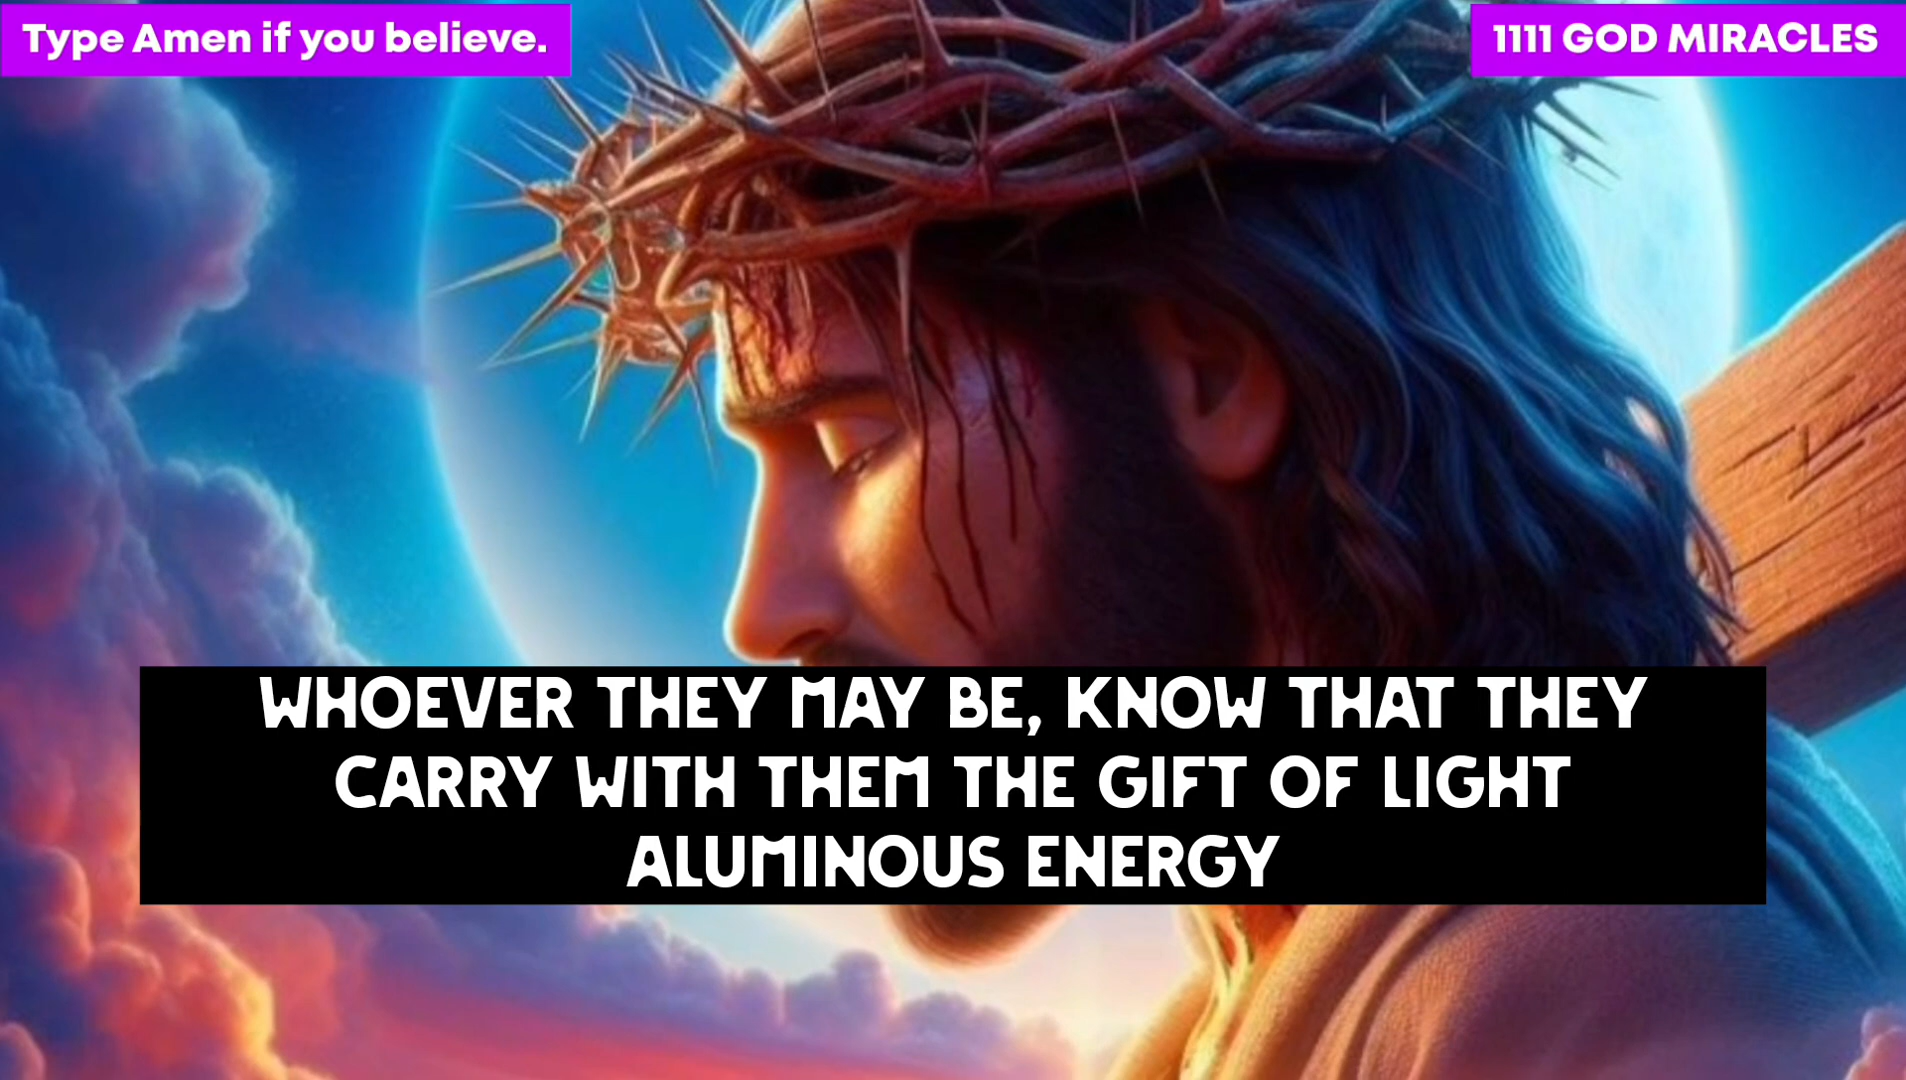 Type Amen if you believe.
1111 GOD MIRACLES
WHOEVER THEY MAY BE, KNOW THAT THEY
CARRY WITH THEM THE GIFT OF LIGHT
ALUMINOUS ENERGY